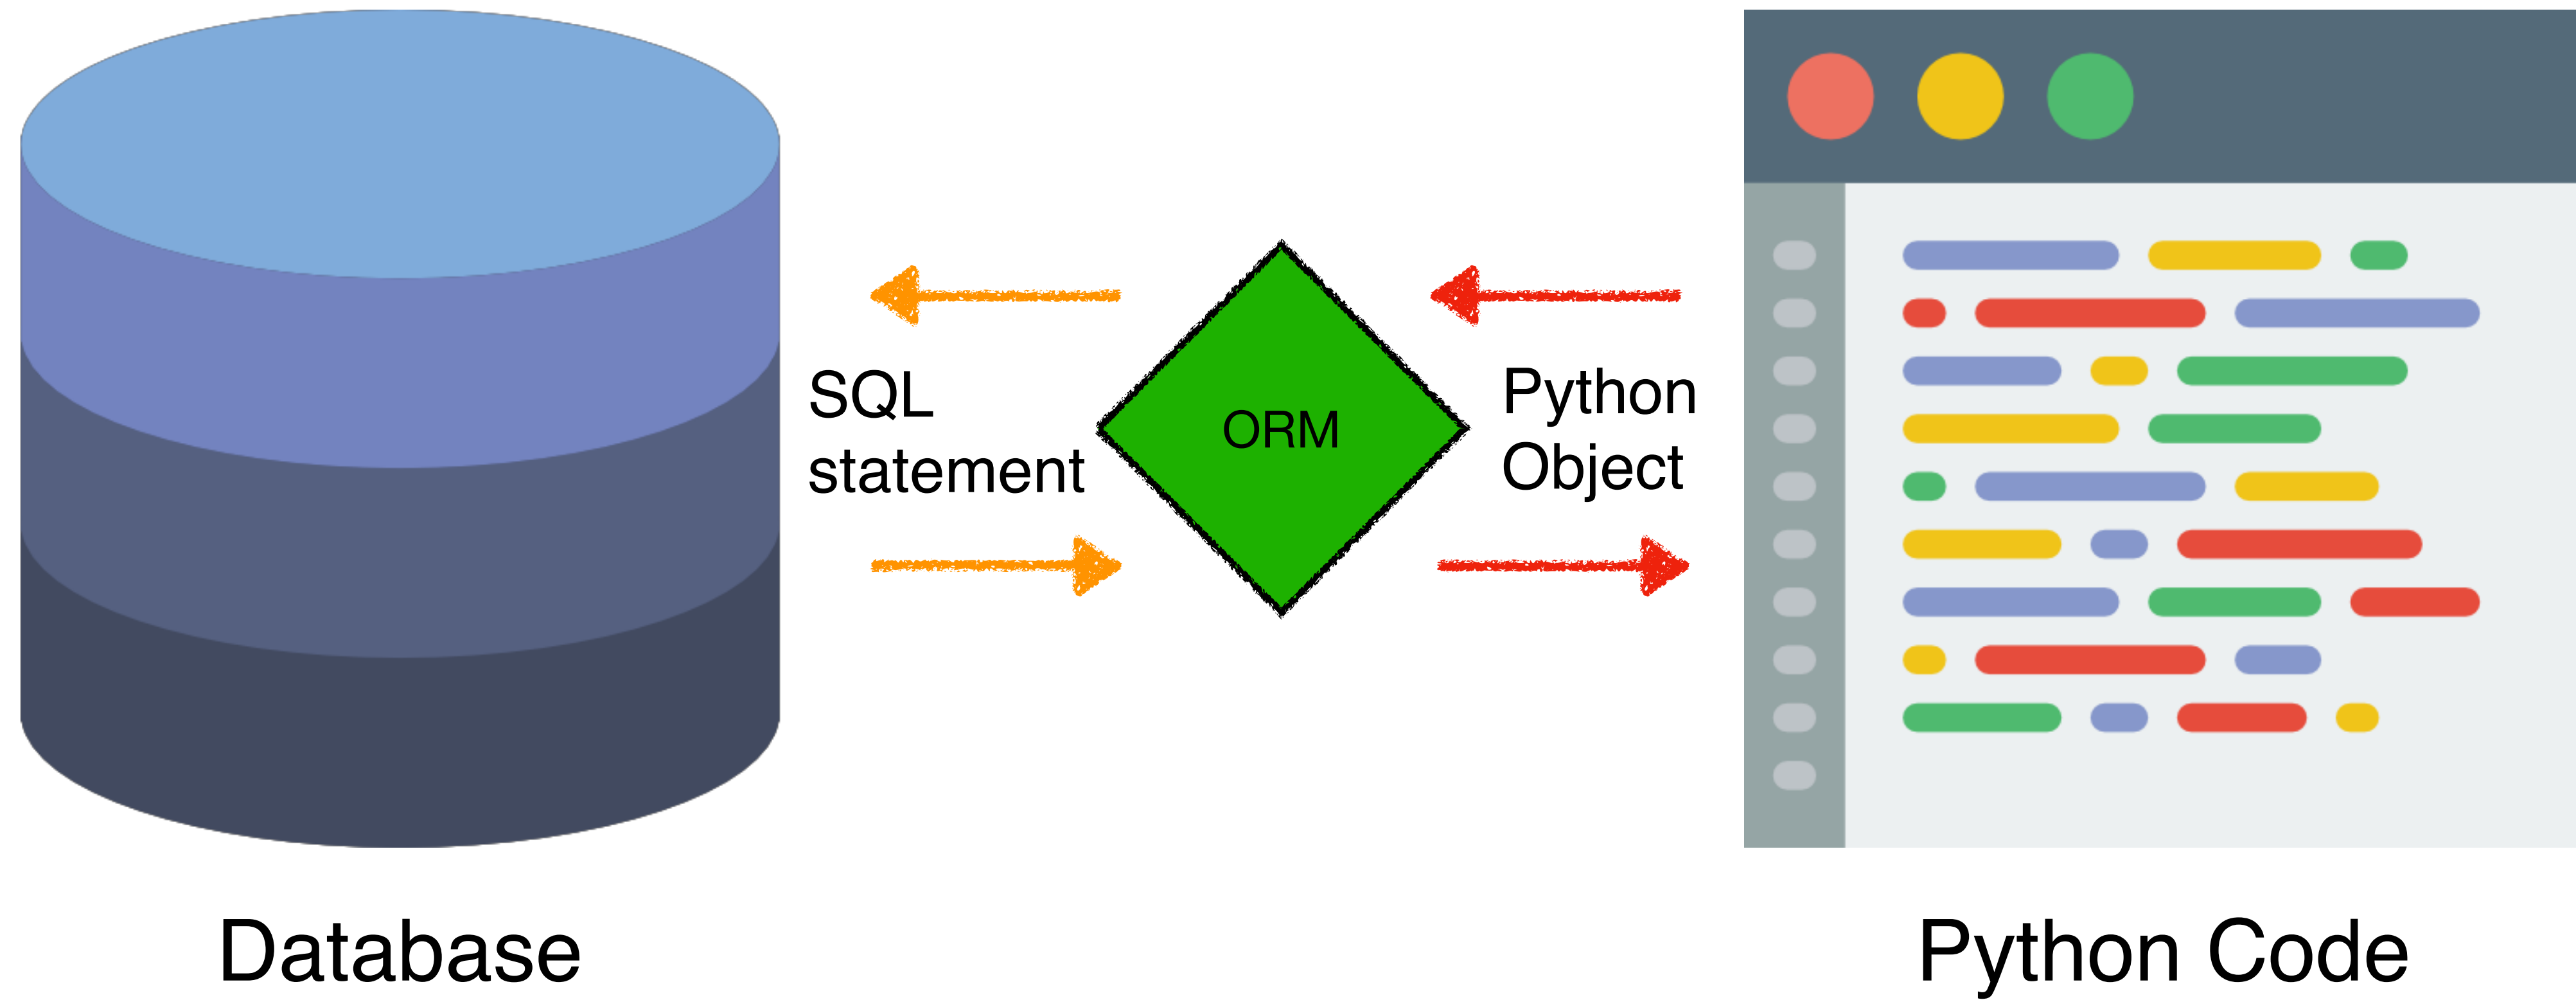 SQL
statement
ORM
Python
Object
Database
Python Code